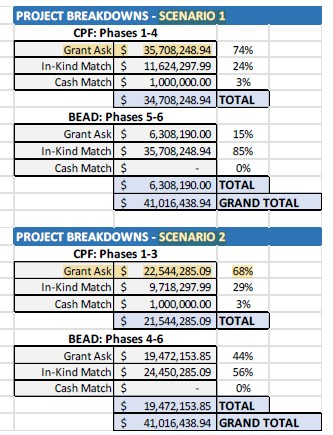 PROJECT BREAKDOWNS - SCENARIO 1
CPF: Phases 1-4
Grant Ask $ 35,708,248.94 74%
In-Kind Match $ 11,624,297.99 24%
Cash Match $ 1,000,000.00 3%
$ 34,708,248.94 TOTAL
BEAD: Phases 5-6
Grant Ask $ 6,308,190.00 15%
In-Kind Match $ 35,708,248.94 85%
Cash Match $ - 0%
$ 6,308,190.00 TOTAL
$ 41,016,438.94 GRAND TOTAL
PROJECT BREAKDOWNS - SCENARIO 2
CPF: Phases 1-3
Grant Ask $ 22,544,285.09 68%
In-Kind Match $ 9,718,297.99 29%
Cash Match $ 1,000,000.00 3%
$ 21,544,285.09 TOTAL
BEAD: Phases 4-6
Grant Ask $ 19,472,153.85 44%
In-Kind Match $ 24,450,285.09 56%
Cash Match $ - 0%
$ 19,472,153.85 TOTAL
$ 41,016,438.94 GRAND TOTAL